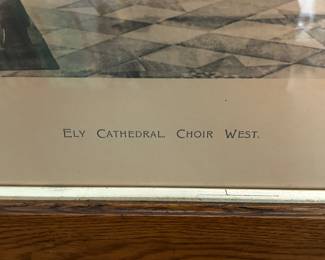 Ely Cathedral. Choir West.